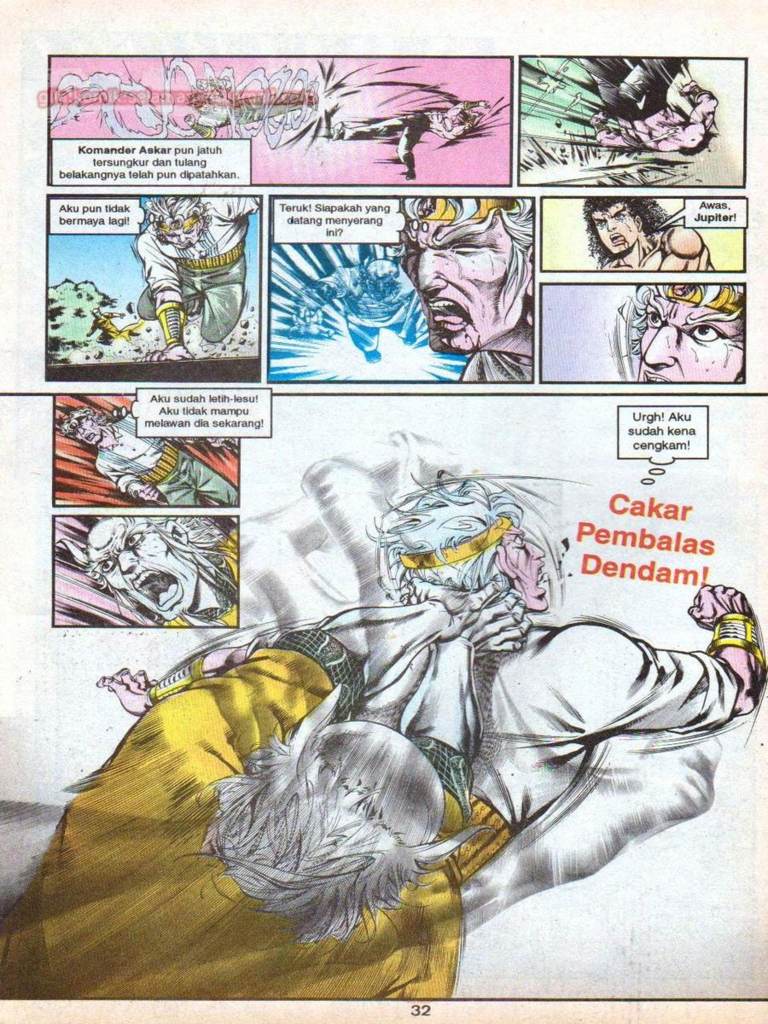 Komander Askar pun jatuh
tersungkur dan tulang
belakangnya telah pun dipatahkan.
Aku pun tidak
bermaya lagi!
Teruk! Siapakah yang
datang menyerang
ini?
Awas,
Jupiter!
Aku sudah letih-lesu!
Aku tidak mampu
melawan dia sekarang!
Urgh! Aku
sudah kena
cengkam!
Cakar
Pembalas
Dendam!
32